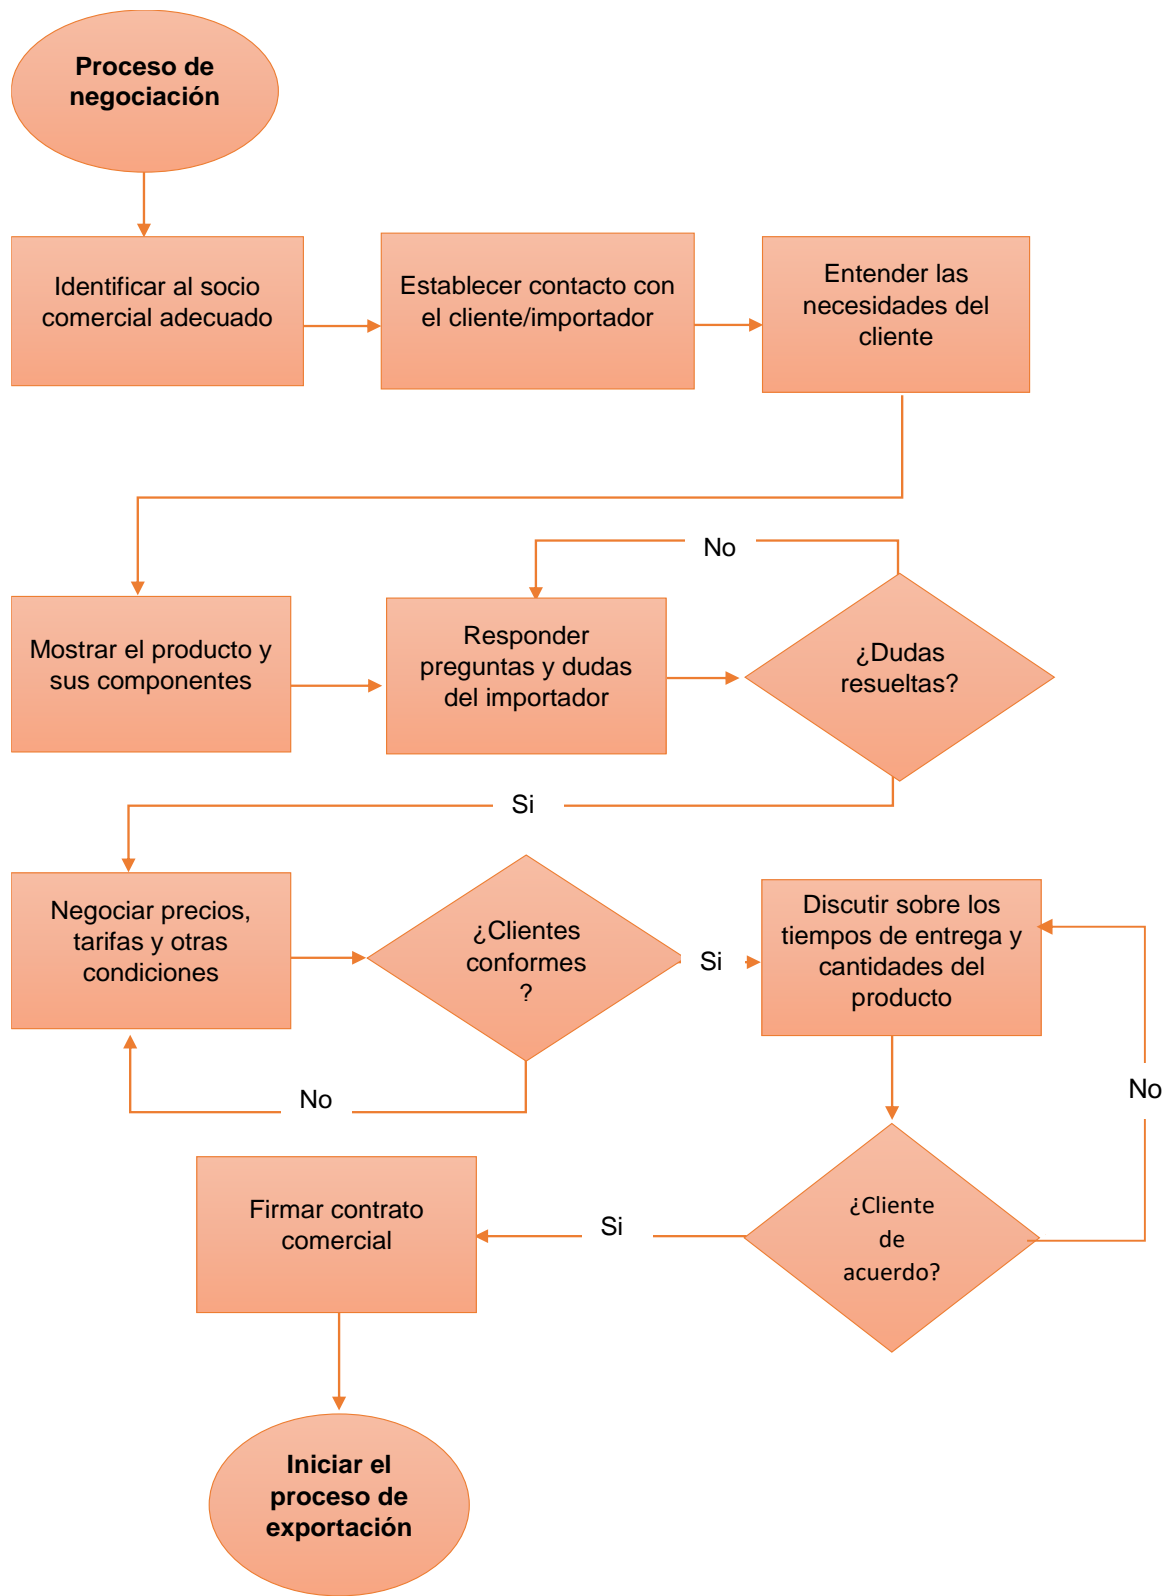 Proceso de
negociación
Identificar al socio
comercial adecuado
Establecer contacto con
el cliente/importador
Entender las
necesidades del
cliente
No
Mostrar el producto y
sus componentes
Responder
preguntas y dudas
del importador
¿Dudas
resueltas?
Si
Negociar precios,
tarifas y otras
condiciones
¿Clientes
conformes
?
Si
Discutir sobre los
tiempos de entrega y
cantidades del
producto
No
No
Firmar contrato
comercial
Si
¿Cliente
de
acuerdo?
Iniciar el
proceso de
exportación